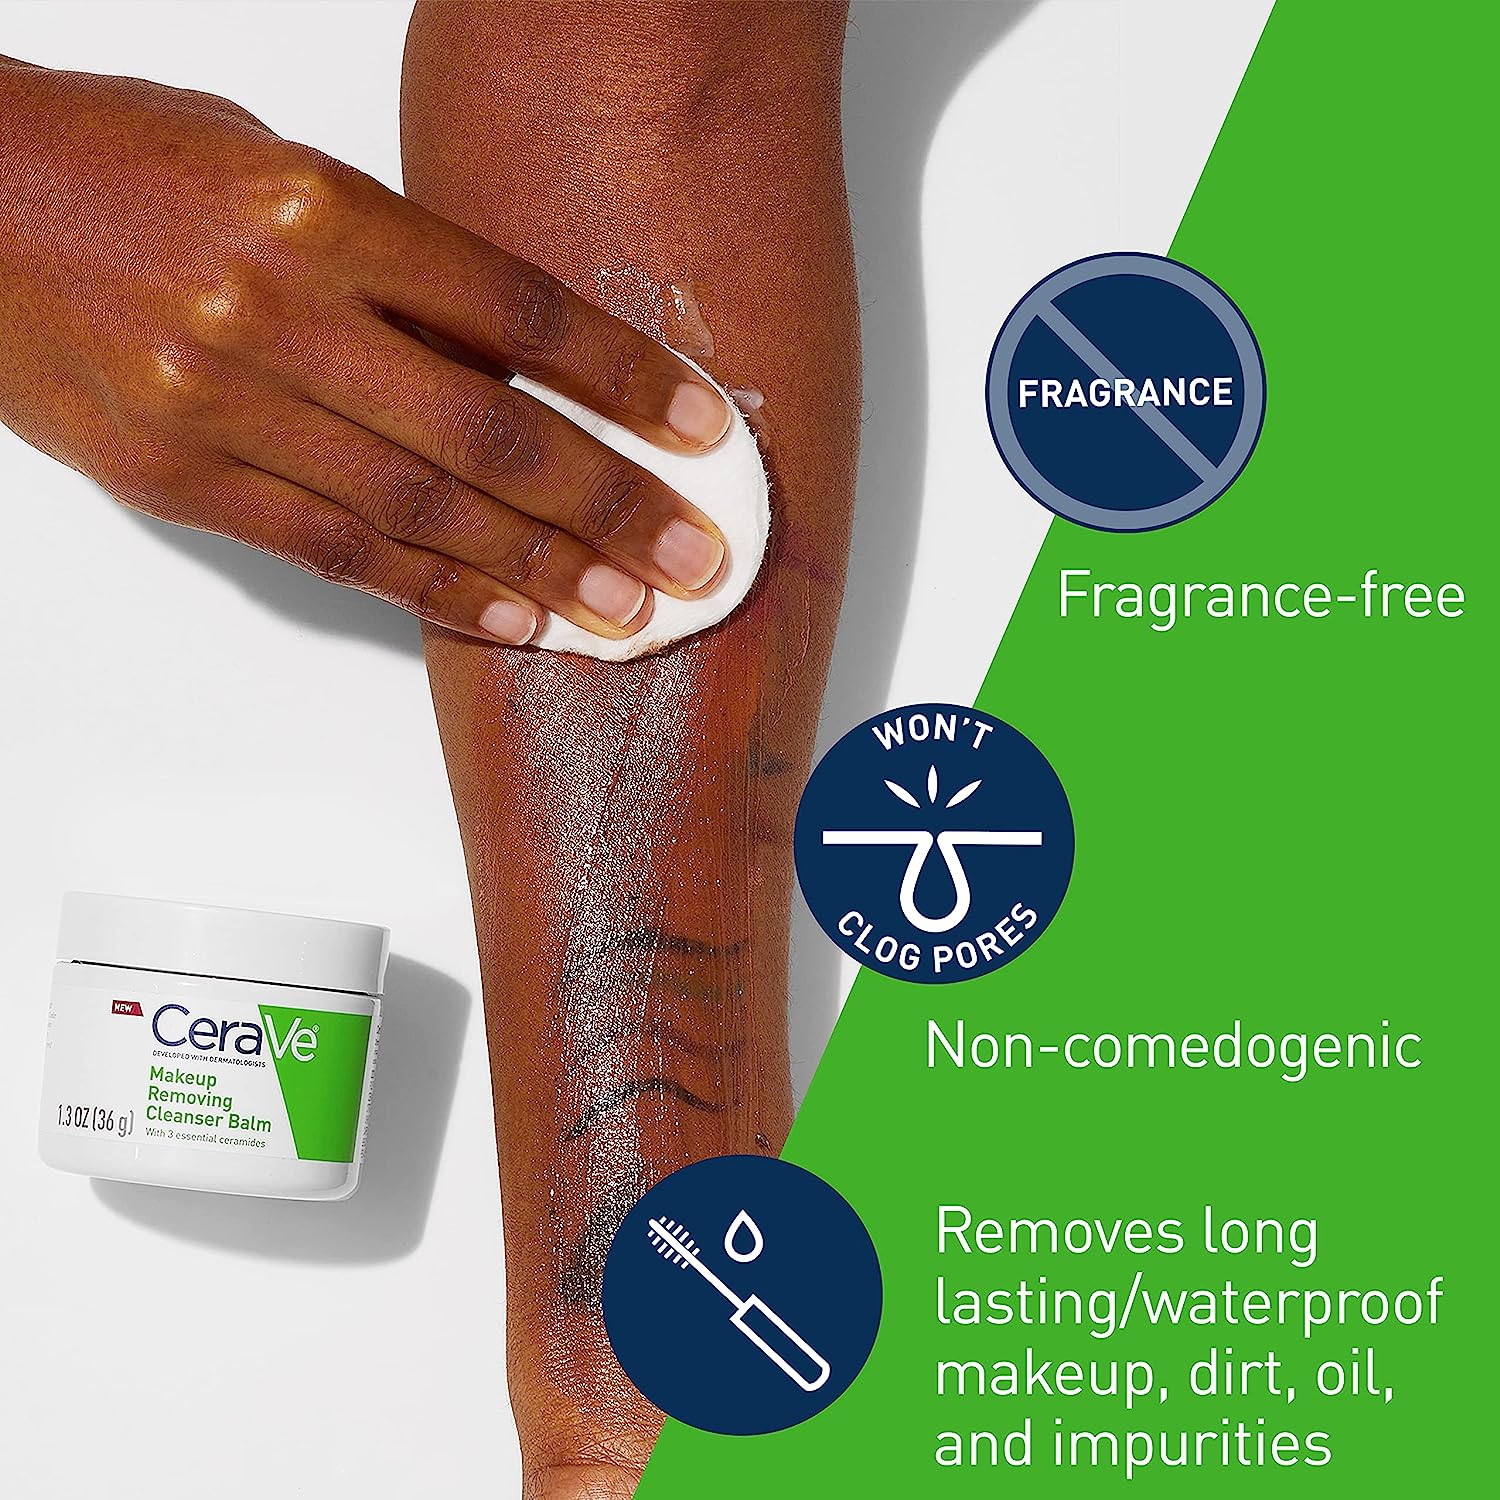 FRAGRANCE
Fragrance-free
WON'T
CLOG PORES
Non-comedogenic
NEW
CeraVe®
DEVELOPED WITH DERMATOLOGISTS
Makeup
Removing
Cleanser Balm
1.3 OZ (36 g)
With 3 essential ceramides
Removes long
lasting/waterproof
makeup, dirt, oil,
and impurities